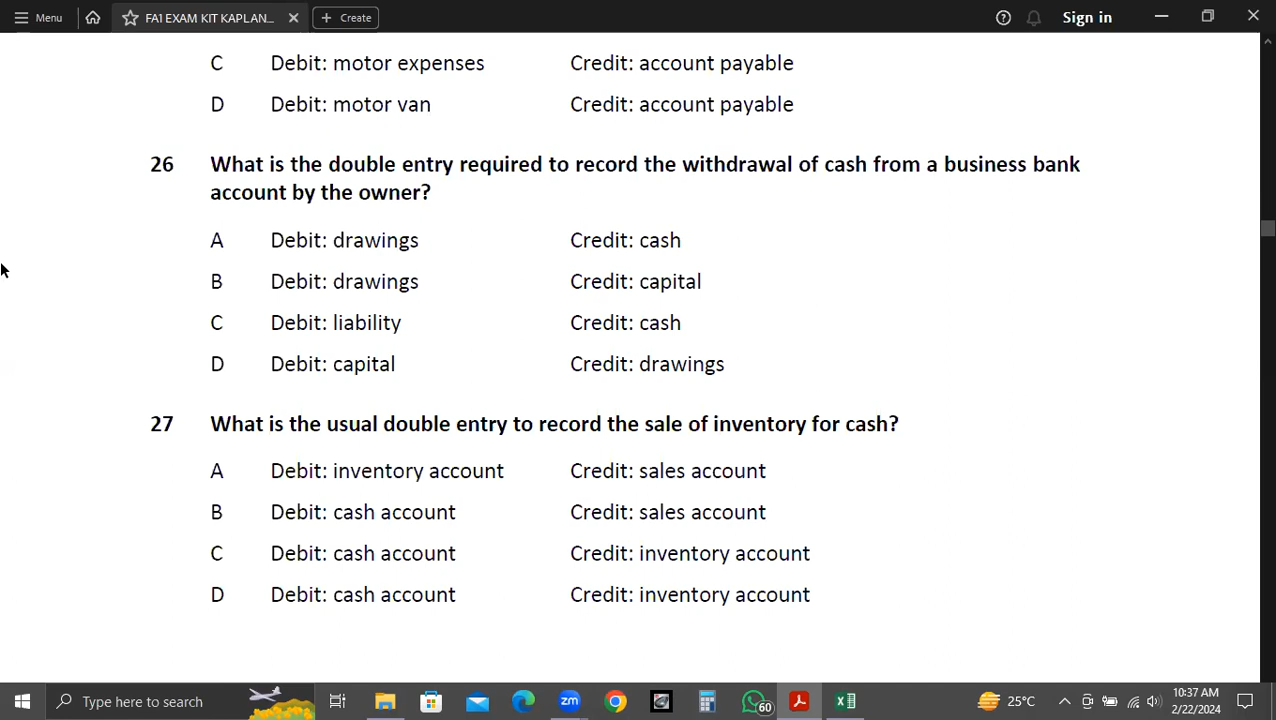 Menu
FA1 EXAM KIT KAPLAN...
Create
Sign in
C Debit: motor expenses Credit: account payable
D Debit: motor van Credit: account payable
26 What is the double entry required to record the withdrawal of cash from a business bank
account by the owner?
A Debit: drawings Credit: cash
B Debit: drawings Credit: capital
C Debit: liability Credit: cash
D Debit: capital Credit: drawings
27 What is the usual double entry to record the sale of inventory for cash?
A Debit: inventory account Credit: sales account
B Debit: cash account Credit: sales account
C Debit: cash account Credit: inventory account
D Debit: cash account Credit: inventory account
Type here to search
zm
60
25°C
10:37 AM
2/22/2024